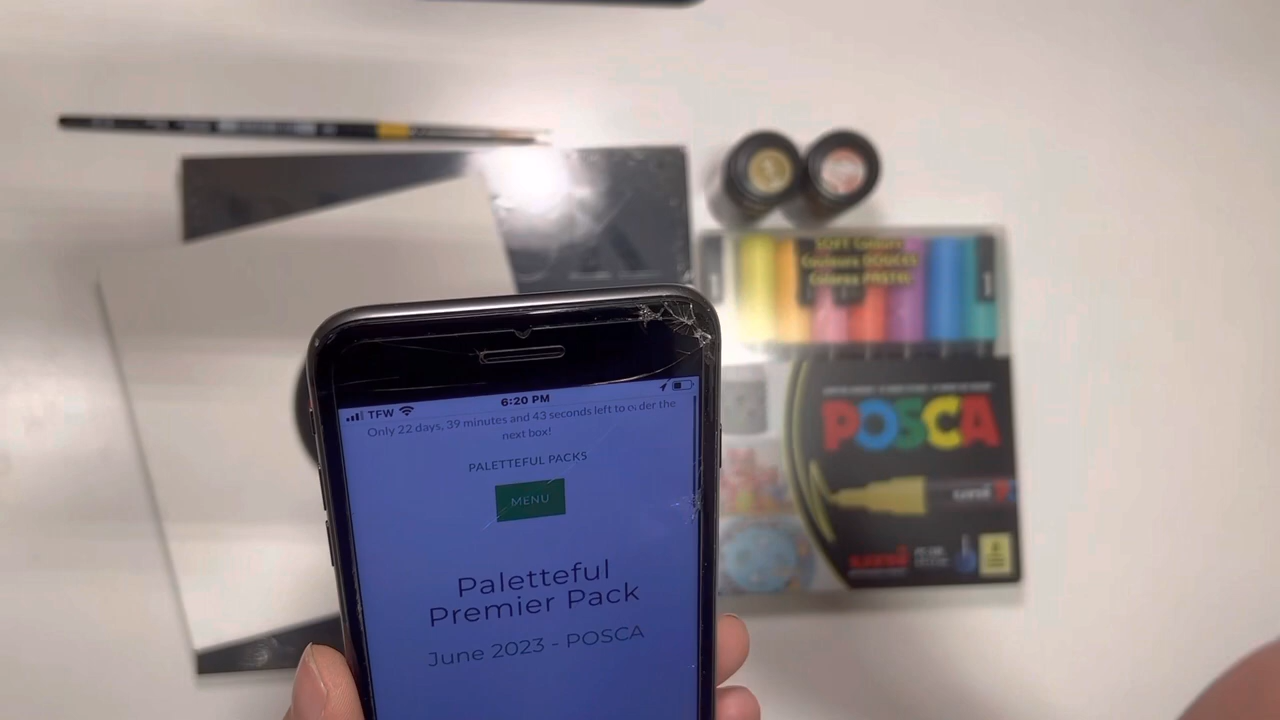 SOFT Colors
Couleurs DOUCES
Colores PASTEL
TFW
6:20 PM
Only 22 days, 39 minutes and 43 seconds left to order the
next box!
PALETTEFUL PACKS
MENU
Paletteful
Premier Pack
June 2023 - POSCA
POSCA
uni